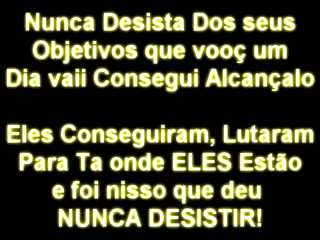 Nunca Desista Dos seus
Objetivos que vooç um
Dia vaii Consegui Alcançalo
Eles Conseguiram, Lutaram
Para Ta onde ELES Estão
e foi nisso que deu
NUNCA DESISTIR!